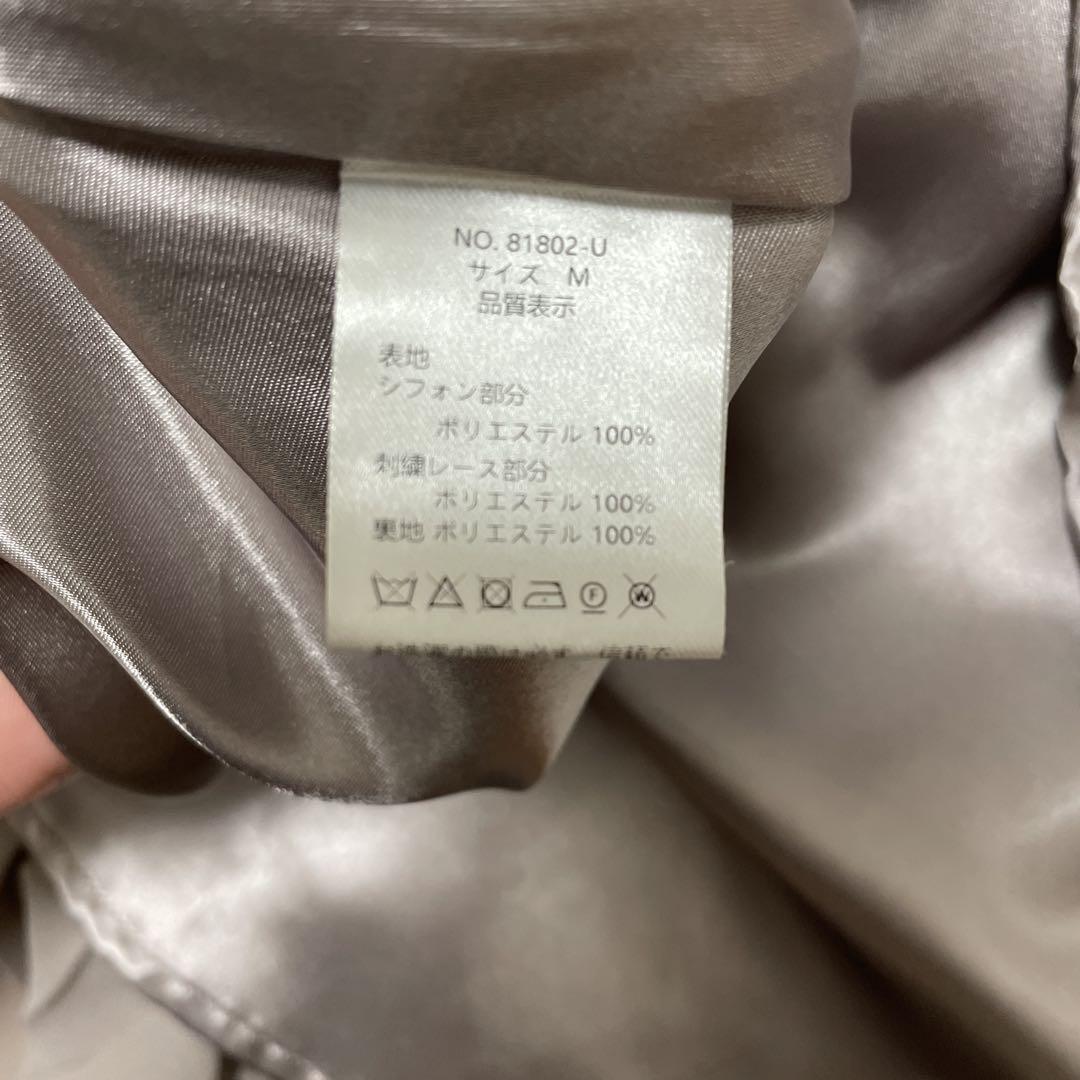 NO. 81802-U
サイズ M
品質表示
表地
シフォン部分
ポリエステル 100%
刺繍レース部分
ポリエステル 100%
裏地 ポリエステル 100%
F W